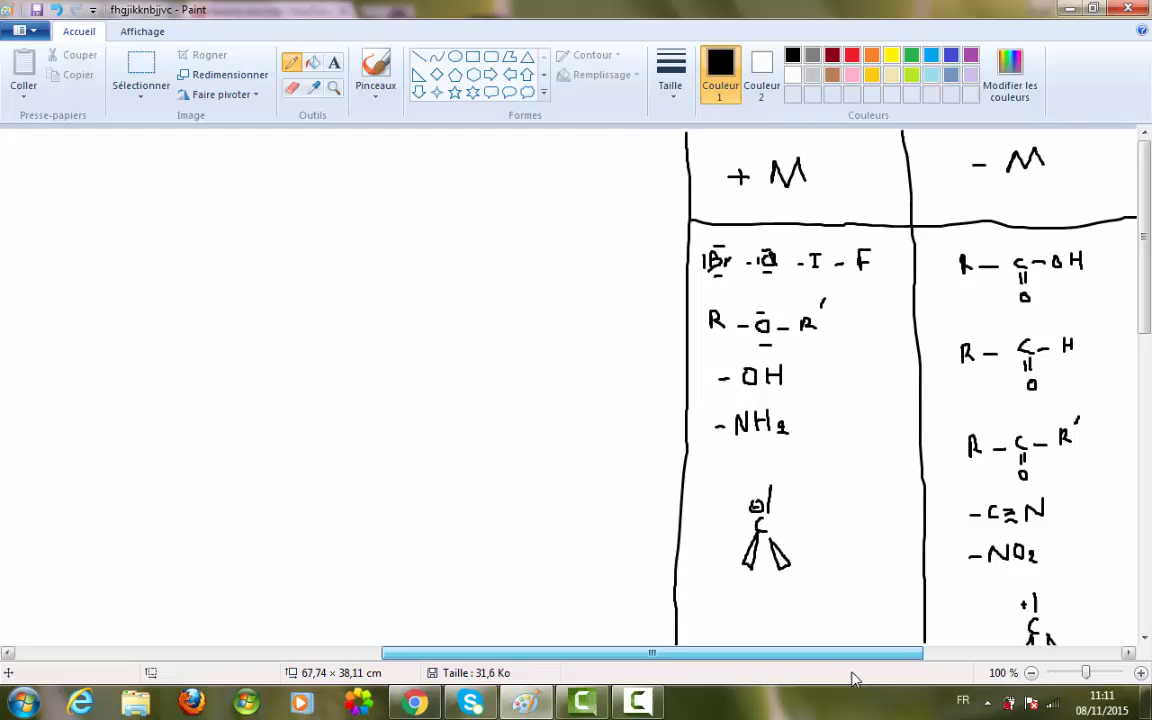 fhgjikknbjjvc - Paint
Accueil
Affichage
Coller
Couper
Copier
Presse-papiers
Sélectionner
Rogner
Redimensionner
Faire pivoter
Image
A
Outils
Pinceaux
Contour
Remplissage
Formes
Taille
Couleur 1
Couleur 2
Modifier les couleurs
Couleurs
+ M
- M
Br - Cl - I - F
R - O - R'
- OH
- NH2
C
R - C - OH
O
R - C - H
O
R - C - R'
O
- C≡N
- NO2
+
C
67,74 × 38,11 cm
Taille : 31,6 Ko
100 %
FR
11:11
08/11/2015